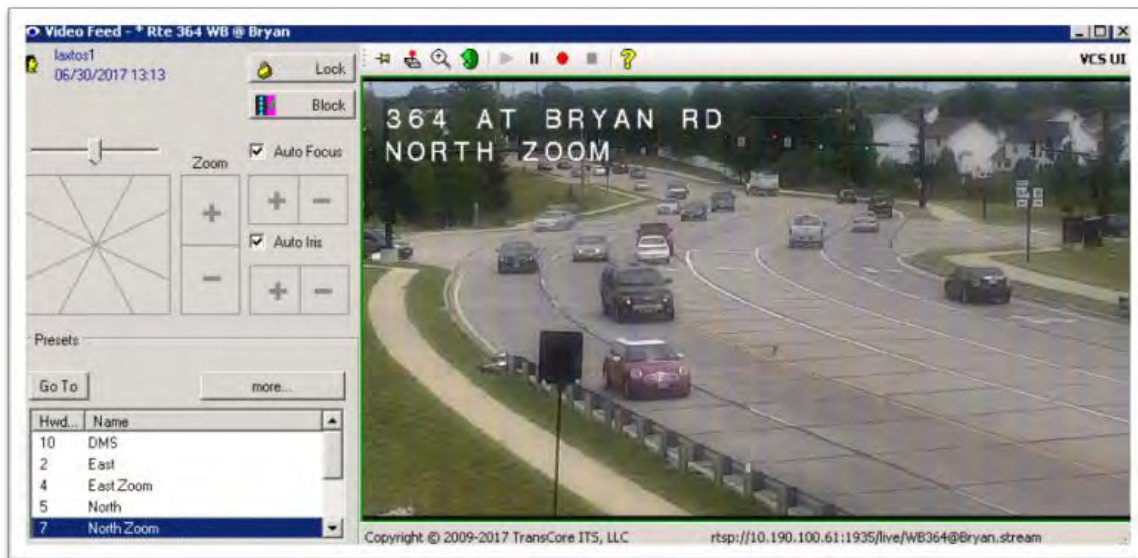 Video Feed - * Rte 364 WB @ Bryan
laxtos1
06/30/2017 13:13
Lock
Block
Zoom
Auto Focus
Auto Iris
Presets
Go To
more...
Hwd... Name
10 DMS
2 East
4 East Zoom
5 North
7 North Zoom
VCS UI
364 AT BRYAN RD
NORTH ZOOM
Copyright © 2009-2017 TransCore ITS, LLC
rtsp://10.190.100.61:1935/live/WB364@Bryan.stream